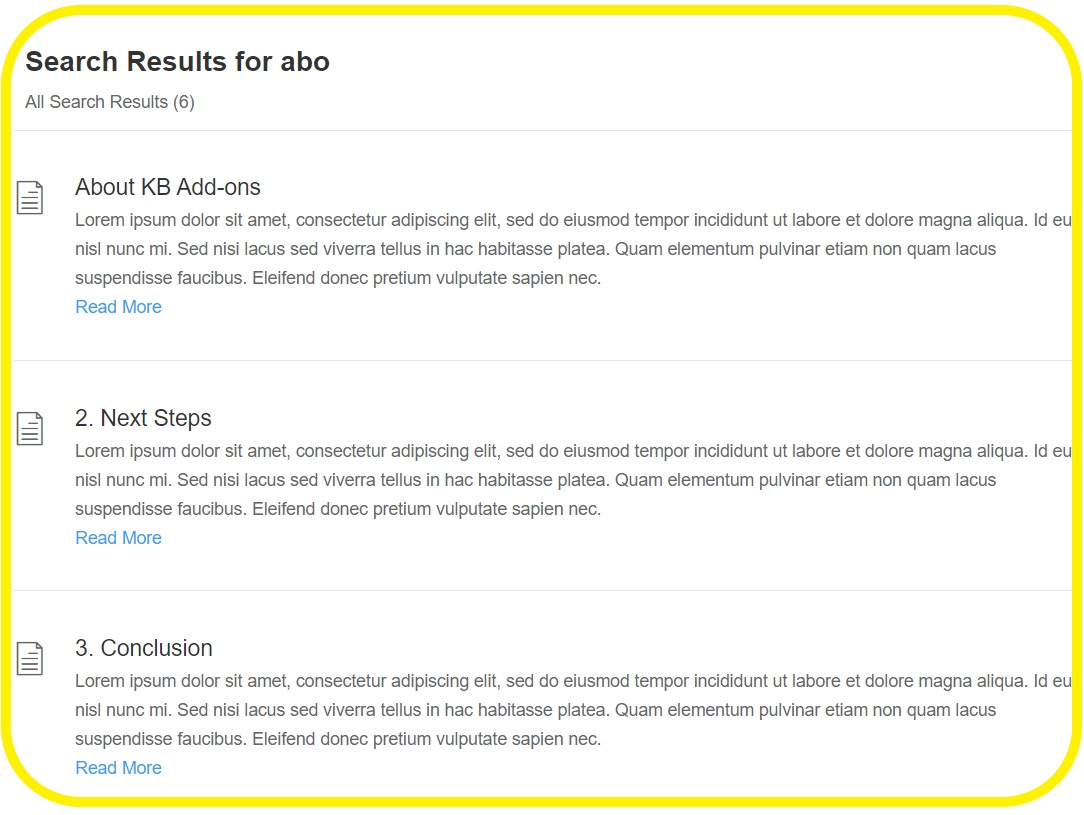 Search Results for abo
All Search Results (6)
About KB Add-ons
Lorem ipsum dolor sit amet, consectetur adipiscing elit, sed do eiusmod tempor incididunt ut labore et dolore magna aliqua. Id eu
nisl nunc mi. Sed nisi lacus sed viverra tellus in hac habitasse platea. Quam elementum pulvinar etiam non quam lacus
suspendisse faucibus. Eleifend donec pretium vulputate sapien nec.
Read More
2. Next Steps
Lorem ipsum dolor sit amet, consectetur adipiscing elit, sed do eiusmod tempor incididunt ut labore et dolore magna aliqua. Id eu
nisl nunc mi. Sed nisi lacus sed viverra tellus in hac habitasse platea. Quam elementum pulvinar etiam non quam lacus
suspendisse faucibus. Eleifend donec pretium vulputate sapien nec.
Read More
3. Conclusion
Lorem ipsum dolor sit amet, consectetur adipiscing elit, sed do eiusmod tempor incididunt ut labore et dolore magna aliqua. Id eu
nisl nunc mi. Sed nisi lacus sed viverra tellus in hac habitasse platea. Quam elementum pulvinar etiam non quam lacus
suspendisse faucibus. Eleifend donec pretium vulputate sapien nec.
Read More